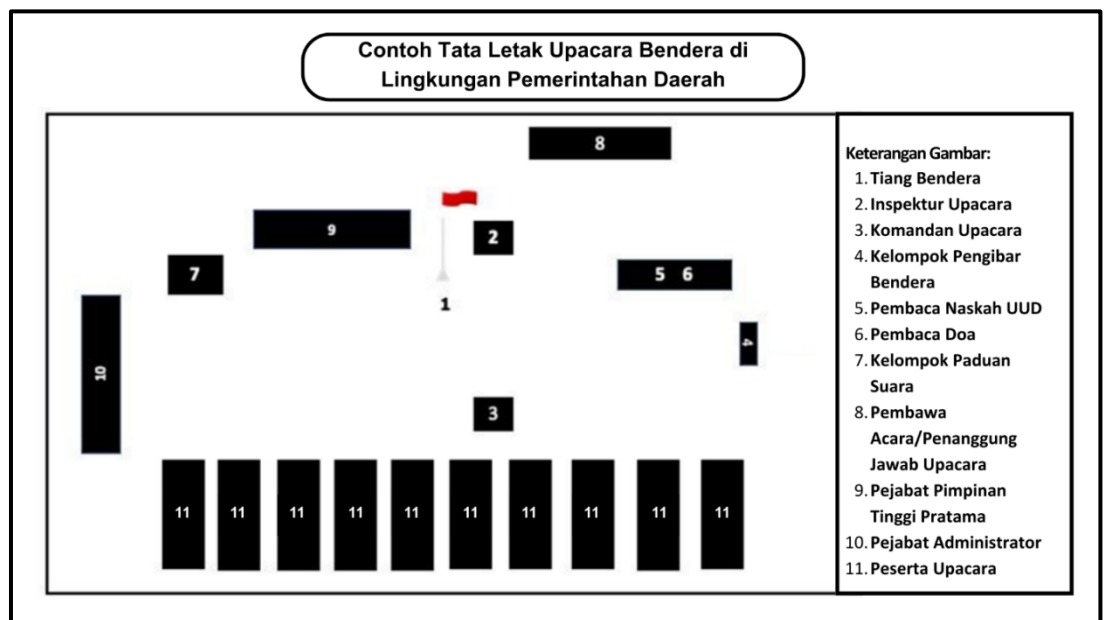 Contoh Tata Letak Upacara Bendera di
Lingkungan Pemerintahan Daerah
8
9
2
7
5 6
1
4
10
3
11 11 11 11 11 11 11 11 11 11
Keterangan Gambar:
1. Tiang Bendera
2. Inspektur Upacara
3. Komandan Upacara
4. Kelompok Pengibar
Bendera
5. Pembaca Naskah UUD
6. Pembaca Doa
7. Kelompok Paduan
Suara
8. Pembawa
Acara/Penanggung
Jawab Upacara
9. Pejabat Pimpinan
Tinggi Pratama
10. Pejabat Administrator
11. Peserta Upacara